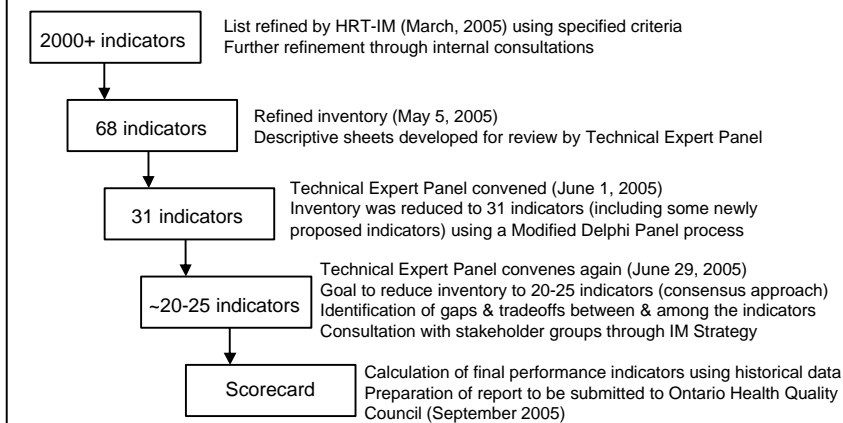 2000+ indicators
List refined by HRT-IM (March, 2005) using specified criteria
Further refinement through internal consultations
68 indicators
Refined inventory (May 5, 2005)
Descriptive sheets developed for review by Technical Expert Panel
31 indicators
Technical Expert Panel convened (June 1, 2005)
Inventory was reduced to 31 indicators (including some newly
proposed indicators) using a Modified Delphi Panel process
~20-25 indicators
Technical Expert Panel convenes again (June 29, 2005)
Goal to reduce inventory to 20-25 indicators (consensus approach)
Identification of gaps & tradeoffs between & among the indicators
Consultation with stakeholder groups through IM Strategy
Scorecard
Calculation of final performance indicators using historical data
Preparation of report to be submitted to Ontario Health Quality
Council (September 2005)